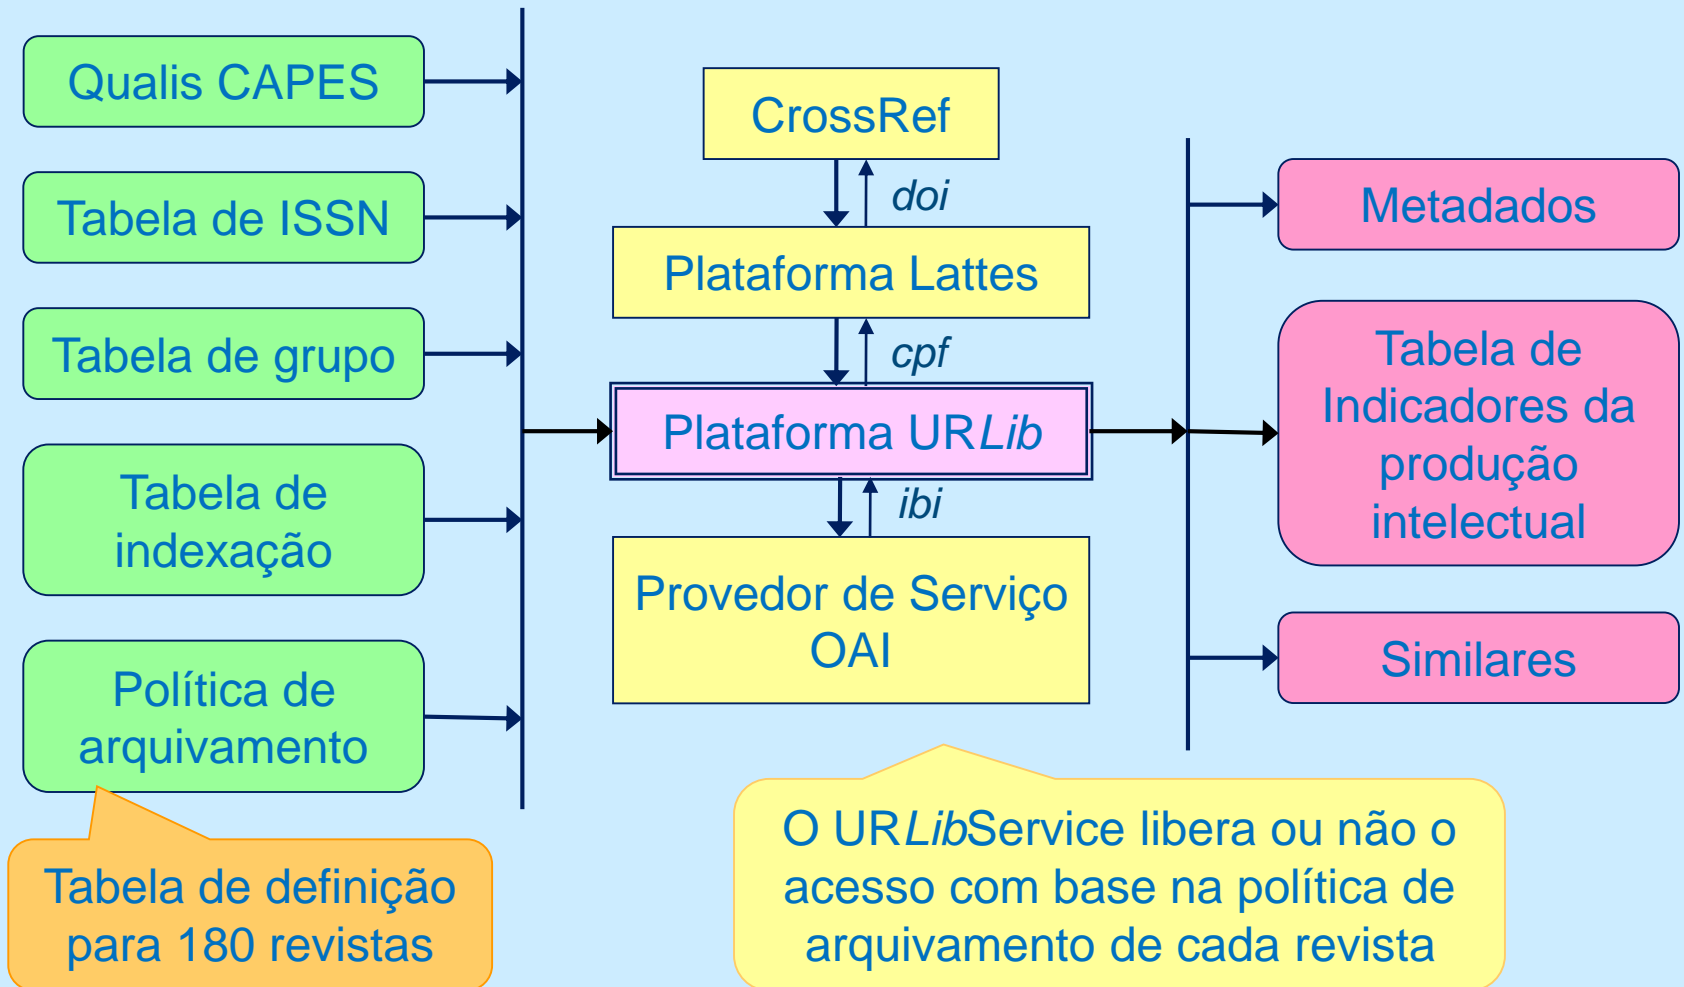 Qualis CAPES
Tabela de ISSN
Tabela de grupo
Tabela de
indexação
Política de
arquivamento
Tabela de definição
para 180 revistas
CrossRef
doi
Plataforma Lattes
cpf
Plataforma URLib
ibi
Provedor de Serviço
OAI
O URLibService libera ou não o
acesso com base na política de
arquivamento de cada revista
Metadados
Tabela de
Indicadores da
produção
intelectual
Similares